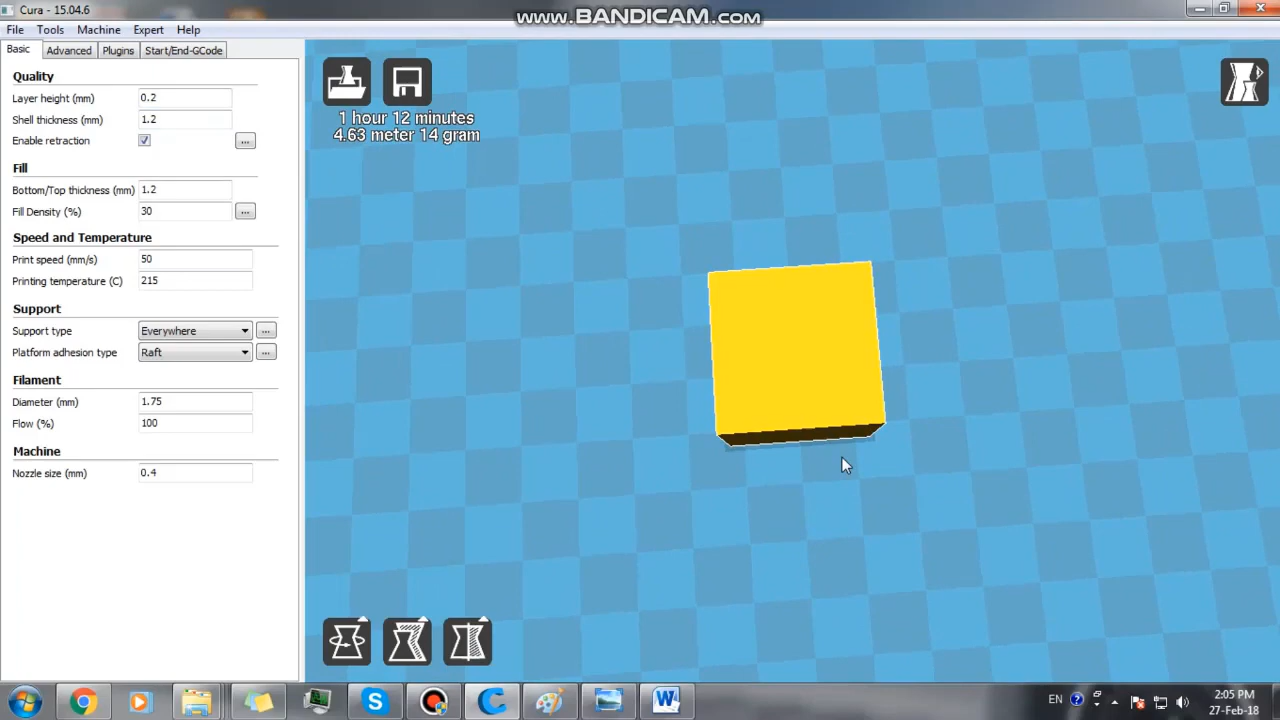 Cura - 15.04.6
www.BANDICAM.com
File Tools Machine Expert Help
Basic Advanced Plugins Start/End-GCode
Quality
Layer height (mm) 0.2
Shell thickness (mm) 1.2
Enable retraction ...
Fill
Bottom/Top thickness (mm) 1.2
Fill Density (%) 30 ...
Speed and Temperature
Print speed (mm/s) 50
Printing temperature (C) 215
Support
Support type Everywhere ...
Platform adhesion type Raft ...
Filament
Diameter (mm) 1.75
Flow (%) 100
Machine
Nozzle size (mm) 0.4
1 hour 12 minutes
4.63 meter 14 gram
EN
2:05 PM
27-Feb-18